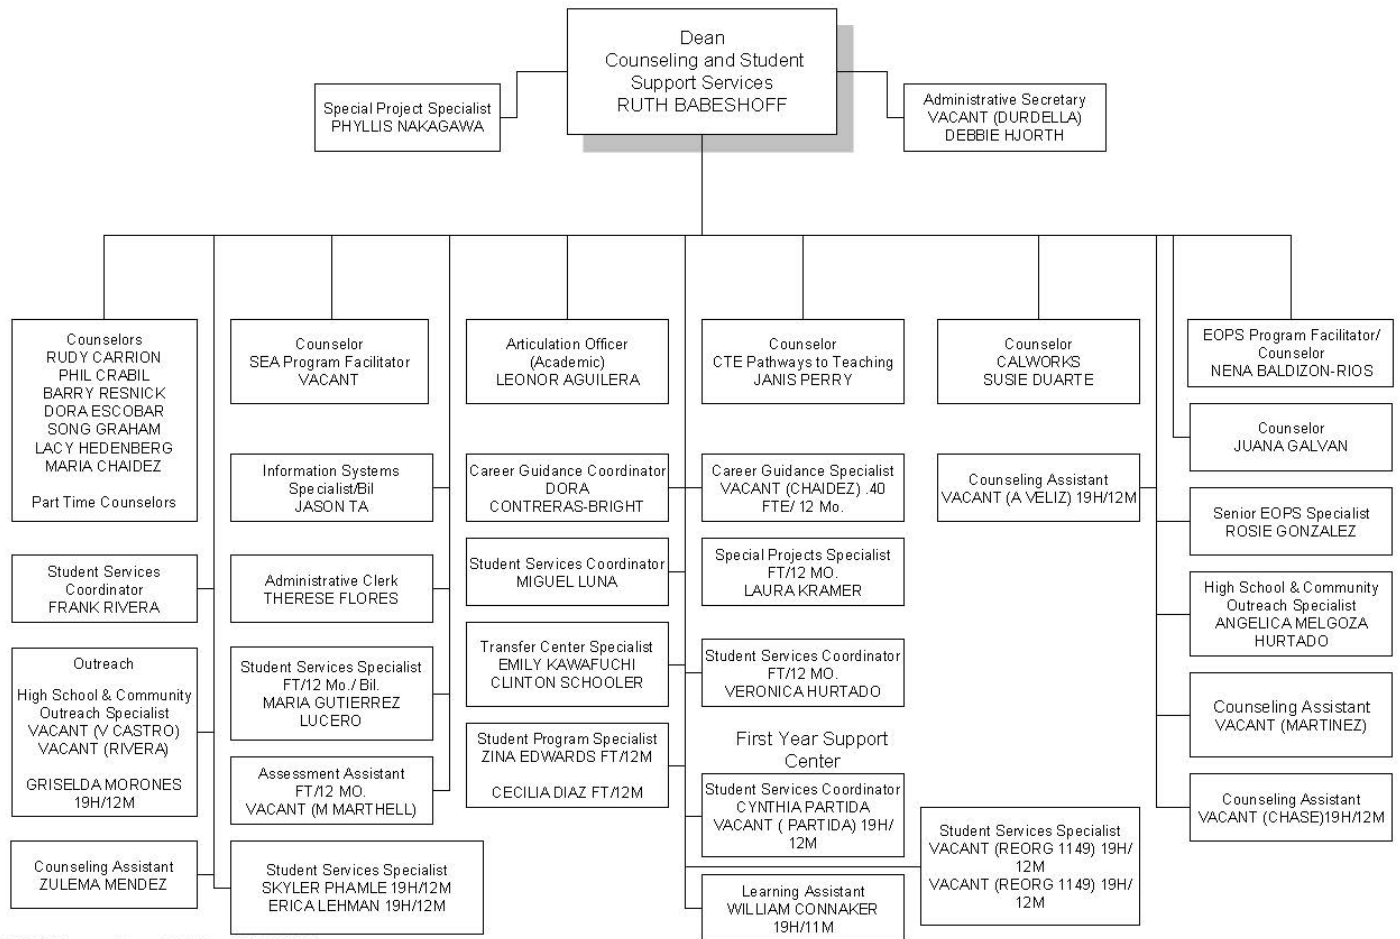 Dean
Counseling and Student
Support Services
RUTH BABESHOFF
Special Project Specialist
PHYLLIS NAKAGAWA
Administrative Secretary
VACANT (DURDELLA)
DEBBIE HJORTH
Counselors
RUDY CARRION
PHIL CRABIL
BARRY RESNICK
DORA ESCOBAR
SONG GRAHAM
LACY HEDENBERG
MARIA CHAIDEZ
Part Time Counselors
Student Services
Coordinator
FRANK RIVERA
Outreach
High School & Community
Outreach Specialist
VACANT (V CASTRO)
VACANT (RIVERA)
GRISELDA MORONES
19H/12M
Counseling Assistant
ZULEMA MENDEZ
Counselor
SEA Program Facilitator
VACANT
Information Systems
Specialist/Bil
JASON TA
Administrative Clerk
THERESE FLORES
Student Services Specialist
FT/12 Mo./ Bil.
MARIA GUTIERREZ
LUCERO
Assessment Assistant
FT/12 MO.
VACANT (M MARTHELL)
Student Services Specialist
SKYLER PHAMLE 19H/12M
ERICA LEHMAN 19H/12M
Articulation Officer
(Academic)
LEONOR AGUILERA
Career Guidance Coordinator
DORA
CONTRERAS-BRIGHT
Student Services Coordinator
MIGUEL LUNA
Transfer Center Specialist
EMILY KAWAFUCHI
CLINTON SCHOOLER
Student Program Specialist
ZINA EDWARDS FT/12M
CECILIA DIAZ FT/12M
Counselor
CTE Pathways to Teaching
JANIS PERRY
Career Guidance Specialist
VACANT (CHAIDEZ) .40
FTE/ 12 Mo.
Special Projects Specialist
FT/12 MO.
LAURA KRAMER
Student Services Coordinator
FT/12 MO.
VERONICA HURTADO
First Year Support
Center
Student Services Coordinator
CYNTHIA PARTIDA
VACANT ( PARTIDA) 19H/
12M
Learning Assistant
WILLIAM CONNAKER
19H/11M
Counselor
CALWORKS
SUSIE DUARTE
Counseling Assistant
VACANT (A VELIZ) 19H/12M
Student Services Specialist
VACANT (REORG 1149) 19H/
12M
VACANT (REORG 1149) 19H/
12M
EOPS Program Facilitator/
Counselor
NENA BALDIZON-RIOS
Counselor
JUANA GALVAN
Senior EOPS Specialist
ROSIE GONZALEZ
High School & Community
Outreach Specialist
ANGELICA MELGOZA
HURTADO
Counseling Assistant
VACANT (MARTINEZ)
Counseling Assistant
VACANT (CHASE)19H/12M